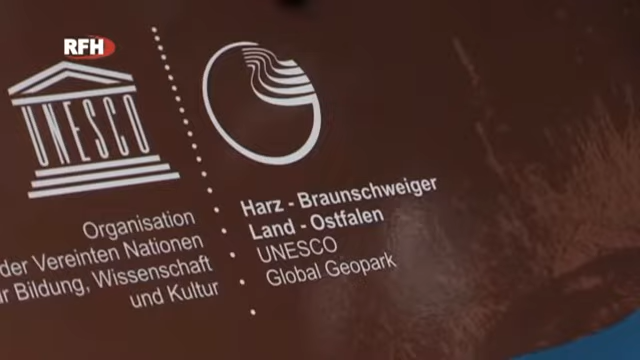 RFH
UNESCO
Organisation
der Vereinten Nationen
Bildung, Wissenschaft
und Kultur
Harz - Braunschweiger
Land - Ostfalen
UNESCO
Global Geopark